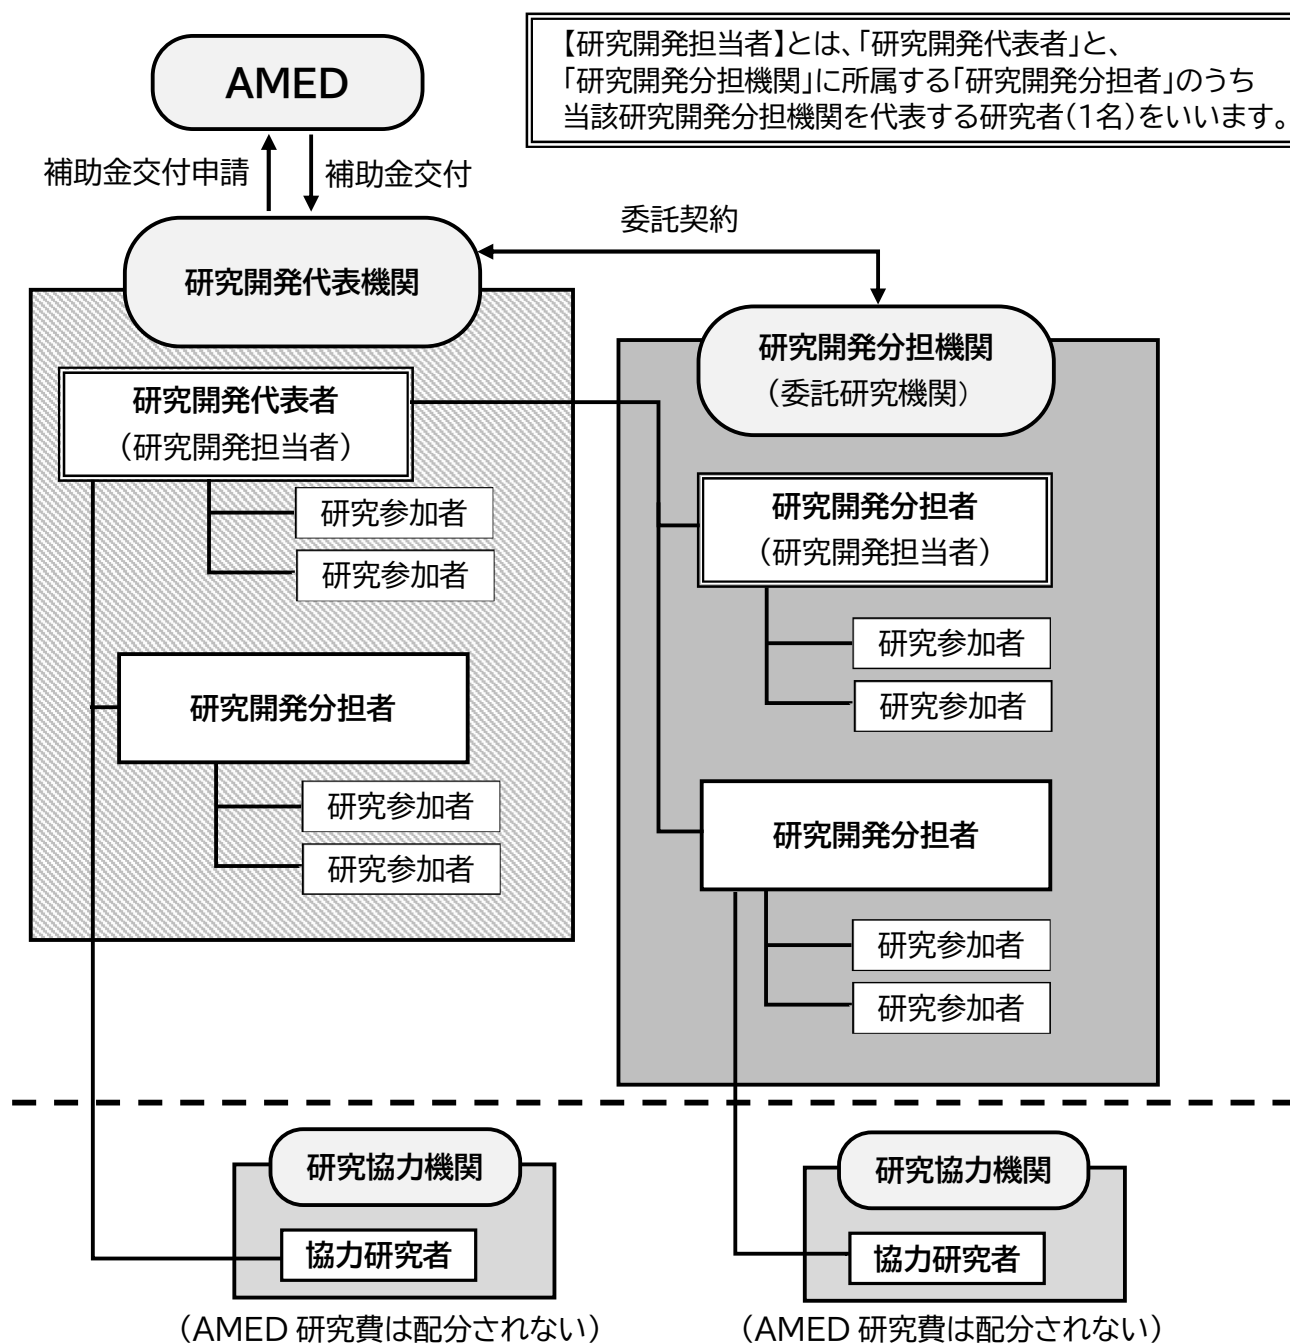 【研究開発担当者】とは、「研究開発代表者」と、
「研究開発分担機関」に所属する「研究開発分担者」のうち
当該研究開発分担機関を代表する研究者（1名）をいいます。
AMED
補助金交付申請
補助金交付
委託契約
研究開発代表機関
研究開発分担機関
（委託研究機関）
研究開発代表者
（研究開発担当者）
研究参加者
研究参加者
研究開発分担者
研究参加者
研究参加者
研究開発分担者
（研究開発担当者）
研究参加者
研究参加者
研究開発分担者
研究参加者
研究参加者
研究協力機関
協力研究者
（AMED 研究費は配分されない）
研究協力機関
協力研究者
（AMED 研究費は配分されない）